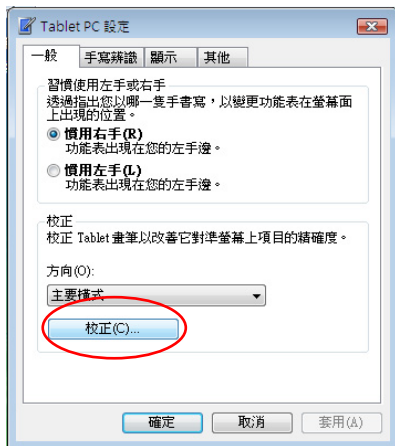 Tablet PC 設定
一般 手寫辨識 顯示 其他
習慣使用左手或右手
透過指出您以哪一隻手書寫，以變更功能表在螢幕面
上出現的位置。
慣用右手(R)
功能表出現在您的左手邊。
慣用左手(L)
功能表出現在您的左手邊。
校正
校正 Tablet 畫筆以改善它對準螢幕上項目的精確度。
方向(O):
主要橫式
校正(C)...
確定 取消 套用(A)